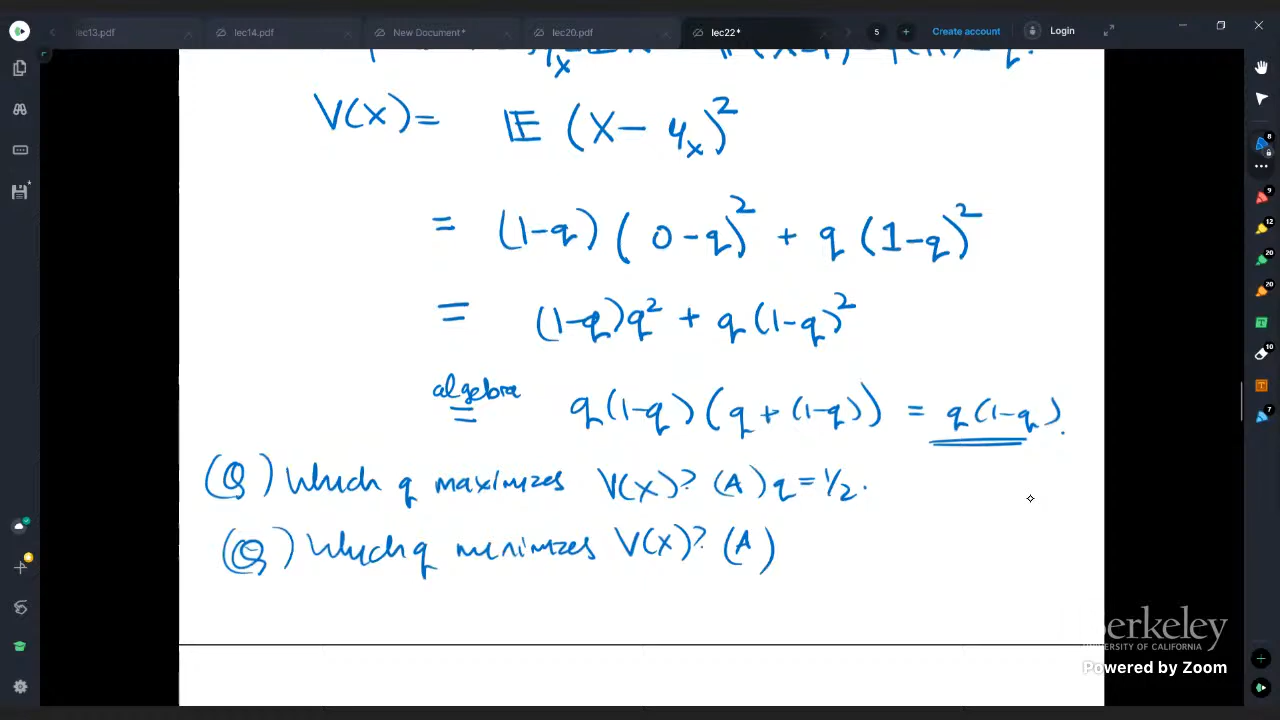 lec13.pdf lec14.pdf New Document* lec20.pdf lec22* 5 + Create account Login
V(X) = 𝔼 (X - μ_x)^2
= (1-q) (0-q)^2 + q (1-q)^2
= (1-q)q^2 + q (1-q)^2
algebra
= q(1-q) (q + (1-q)) = q(1-q).
(Q) Which q maximizes V(X)? (A) q = 1/2.
(Q) Which q minimizes V(X)? (A)
Berkeley
UNIVERSITY OF CALIFORNIA
Powered by Zoom